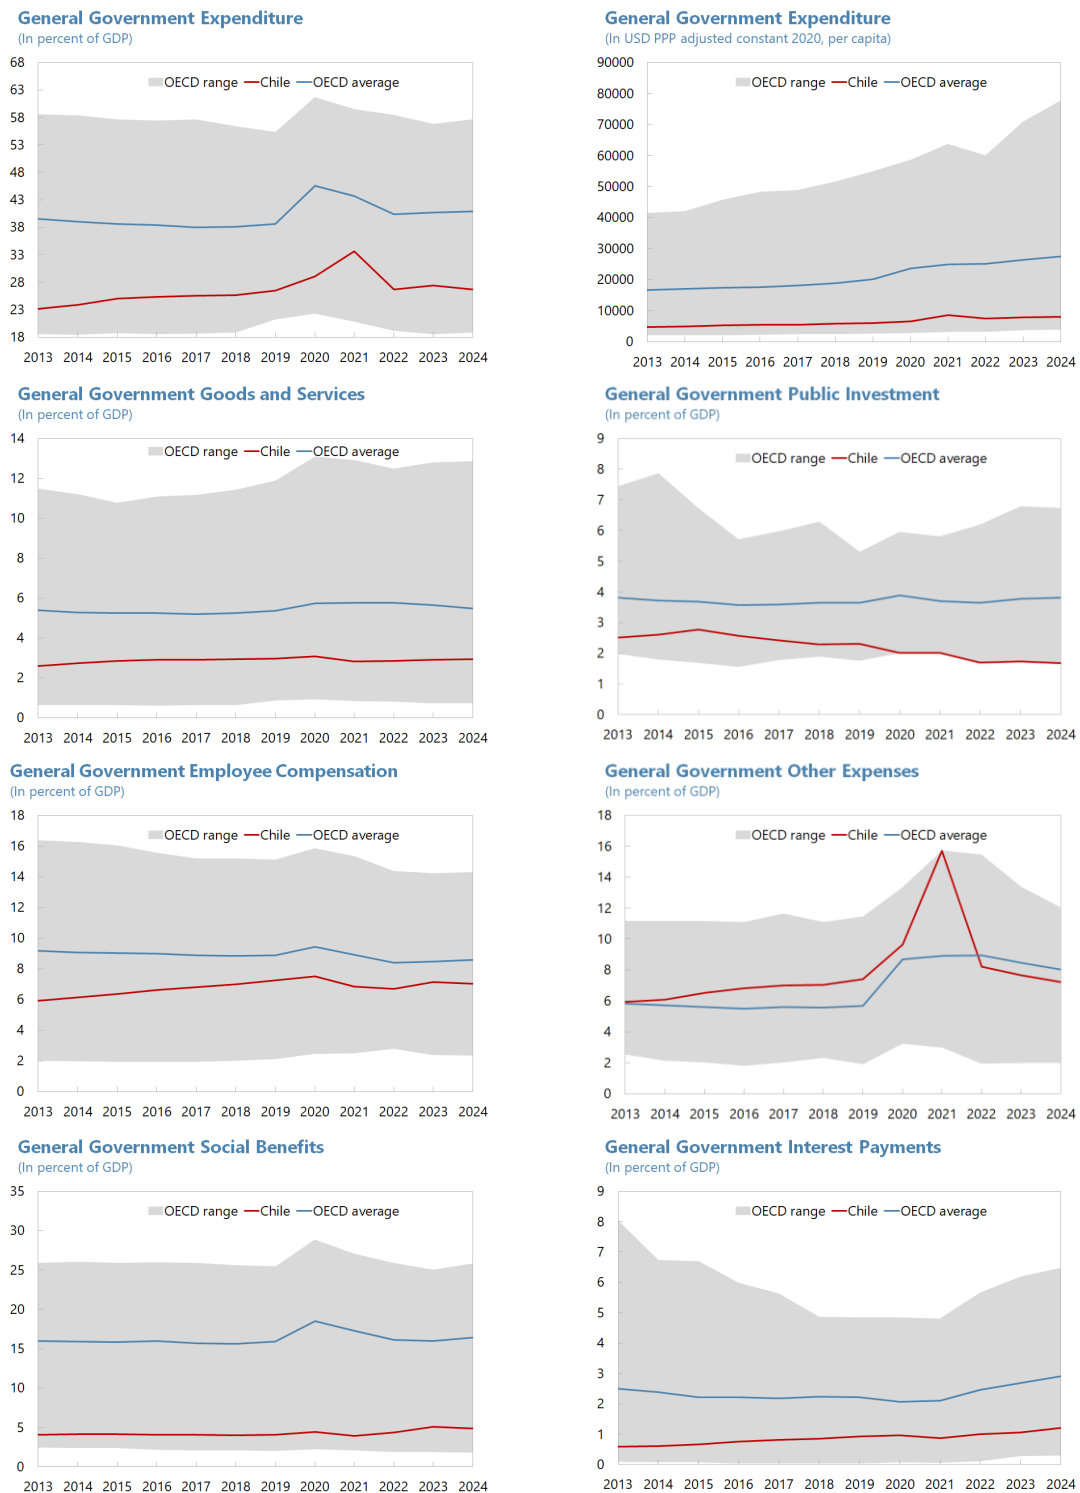 General Government Expenditure
(In percent of GDP)
68
63
58
53
48
43
38
33
28
23
18
OECD range Chile OECD average
2013 2014 2015 2016 2017 2018 2019 2020 2021 2022 2023 2024
General Government Expenditure
(In USD PPP adjusted constant 2020, per capita)
90000
80000
70000
60000
50000
40000
30000
20000
10000
0
OECD range Chile OECD average
2013 2014 2015 2016 2017 2018 2019 2020 2021 2022 2023 2024
General Government Goods and Services
(In percent of GDP)
14
12
10
8
6
4
2
0
OECD range Chile OECD average
2013 2014 2015 2016 2017 2018 2019 2020 2021 2022 2023 2024
General Government Public Investment
(In percent of GDP)
9
8
7
6
5
4
3
2
1
0
OECD range Chile OECD average
2013 2014 2015 2016 2017 2018 2019 2020 2021 2022 2023 2024
General Government Employee Compensation
(In percent of GDP)
18
16
14
12
10
8
6
4
2
0
OECD range Chile OECD average
2013 2014 2015 2016 2017 2018 2019 2020 2021 2022 2023 2024
General Government Other Expenses
(In percent of GDP)
18
16
14
12
10
8
6
4
2
0
OECD range Chile OECD average
2013 2014 2015 2016 2017 2018 2019 2020 2021 2022 2023 2024
General Government Social Benefits
(In percent of GDP)
35
30
25
20
15
10
5
0
OECD range Chile OECD average
2013 2014 2015 2016 2017 2018 2019 2020 2021 2022 2023 2024
General Government Interest Payments
(In percent of GDP)
9
8
7
6
5
4
3
2
1
0
OECD range Chile OECD average
2013 2014 2015 2016 2017 2018 2019 2020 2021 2022 2023 2024